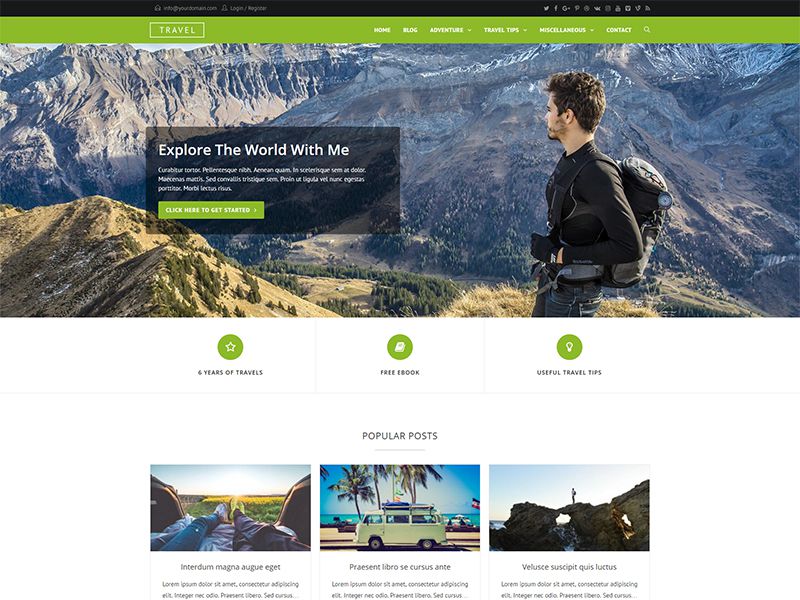 info@yourdomain.com Login / Register
TRAVEL
HOME BLOG ADVENTURE TRAVEL TIPS MISCELLANEOUS CONTACT
Explore The World With Me
Curabitur tortor. Pellentesque nibh. Aenean quam. In scelerisque sem at dolor.
Maecenas mattis. Sed convallis tristique sem. Proin ut ligula vel nunc egestas
porttitor. Morbi lectus risus.
CLICK HERE TO GET STARTED
6 YEARS OF TRAVELS
FREE EBOOK
USEFUL TRAVEL TIPS
POPULAR POSTS
Interdum magna augue eget
Lorem ipsum dolor sit amet, consectetur adipiscing
elit. Integer nec odio. Praesent libero. Sed cursus...
Praesent libro se cursus ante
Lorem ipsum dolor sit amet, consectetur adipiscing
elit. Integer nec odio. Praesent libero. Sed cursus...
Velusce suscipit quis luctus
Lorem ipsum dolor sit amet, consectetur adipiscing
elit. Integer nec odio. Praesent libero. Sed cursus...